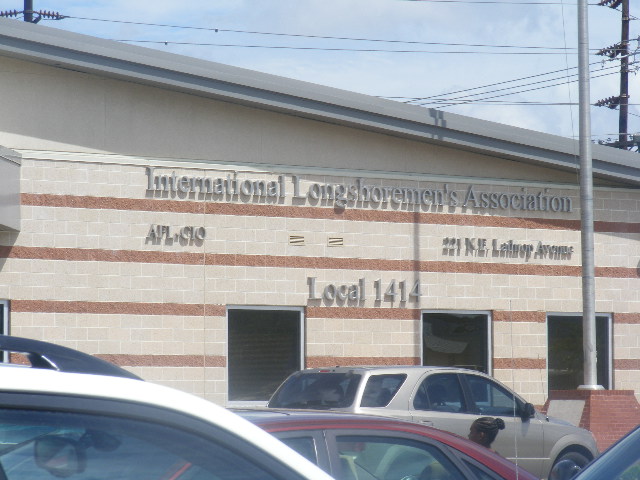 International Longshoremen's Association
AFL-CIO
221 N.E. Lathrop Avenue
Local 1414